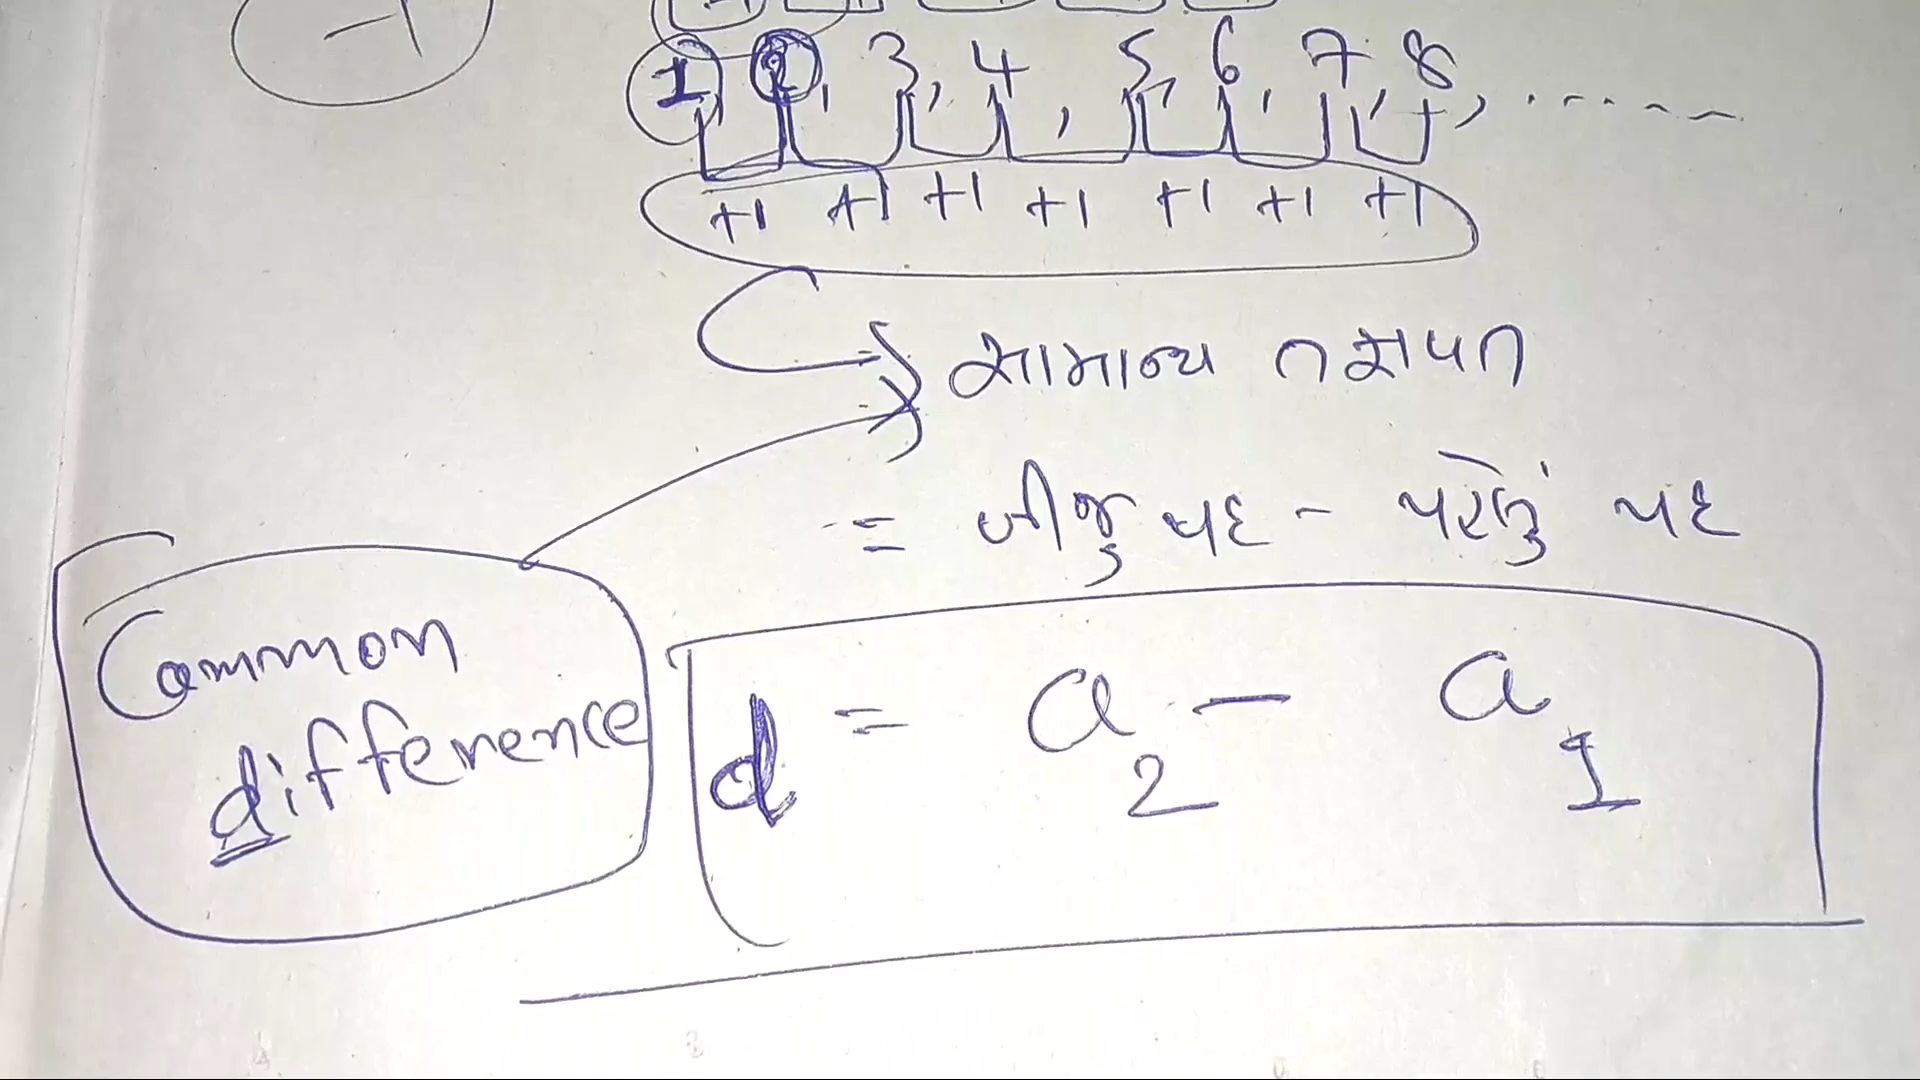 1, 2, 3, 4, 5, 6, 7, 8, ......
+1 +1 +1 +1 +1 +1 +1
સામાન્ય તફાવત
= બીજુ પદ - પહેલું પદ
Common
difference
d = a₂ - a₁